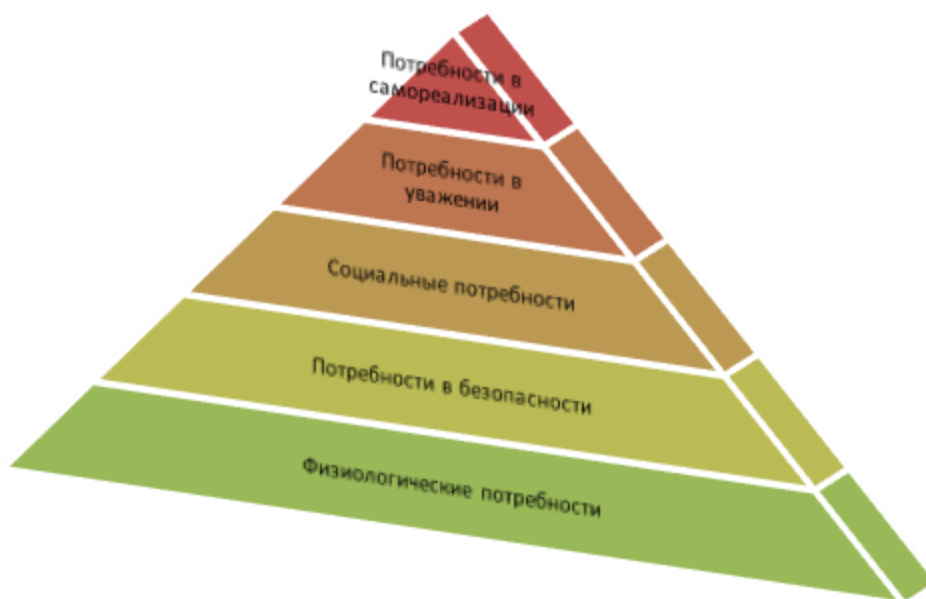 Потребности в
самореализации
Потребности в
уважении
Социальные потребности
Потребности в безопасности
Физиологические потребности